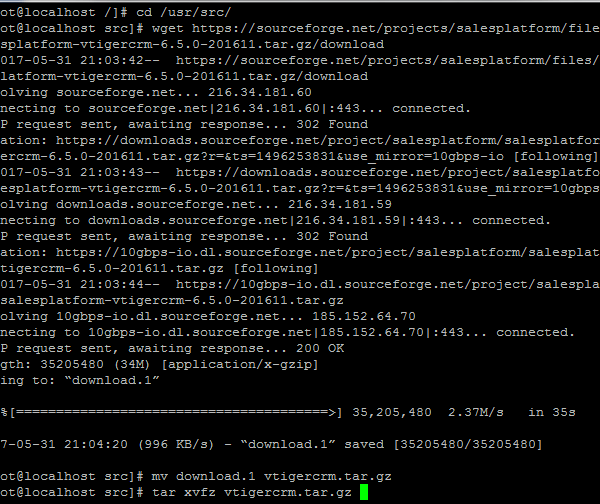 ot@localhost /]# cd /usr/src/
ot@localhost src]# wget https://sourceforge.net/projects/salesplatform/file
splatform-vtigercrm-6.5.0-201611.tar.gz/download
017-05-31 21:03:42--  https://sourceforge.net/projects/salesplatform/files/
latform-vtigercrm-6.5.0-201611.tar.gz/download
olving sourceforge.net... 216.34.181.60
necting to sourceforge.net|216.34.181.60|:443... connected.
P request sent, awaiting response... 302 Found
ation: https://downloads.sourceforge.net/project/salesplatform/salesplatfor
ercrm-6.5.0-201611.tar.gz?r=&ts=1496253831&use_mirror=10gbps-io [following]
017-05-31 21:03:43--  https://downloads.sourceforge.net/project/salesplatfo
esplatform-vtigercrm-6.5.0-201611.tar.gz?r=&ts=1496253831&use_mirror=10gbps
olving downloads.sourceforge.net... 216.34.181.59
necting to downloads.sourceforge.net|216.34.181.59|:443... connected.
P request sent, awaiting response... 302 Found
ation: https://10gbps-io.dl.sourceforge.net/project/salesplatform/salesplat
tigercrm-6.5.0-201611.tar.gz [following]
017-05-31 21:03:44--  https://10gbps-io.dl.sourceforge.net/project/salespla
salesplatform-vtigercrm-6.5.0-201611.tar.gz
olving 10gbps-io.dl.sourceforge.net... 185.152.64.70
necting to 10gbps-io.dl.sourceforge.net|185.152.64.70|:443... connected.
P request sent, awaiting response... 200 OK
gth: 35205480 (34M) [application/x-gzip]
ing to: “download.1”
%[======================================>] 35,205,480  2.37M/s   in 35s
7-05-31 21:04:20 (996 KB/s) - “download.1” saved [35205480/35205480]
ot@localhost src]# mv download.1 vtigercrm.tar.gz
ot@localhost src]# tar xvfz vtigercrm.tar.gz